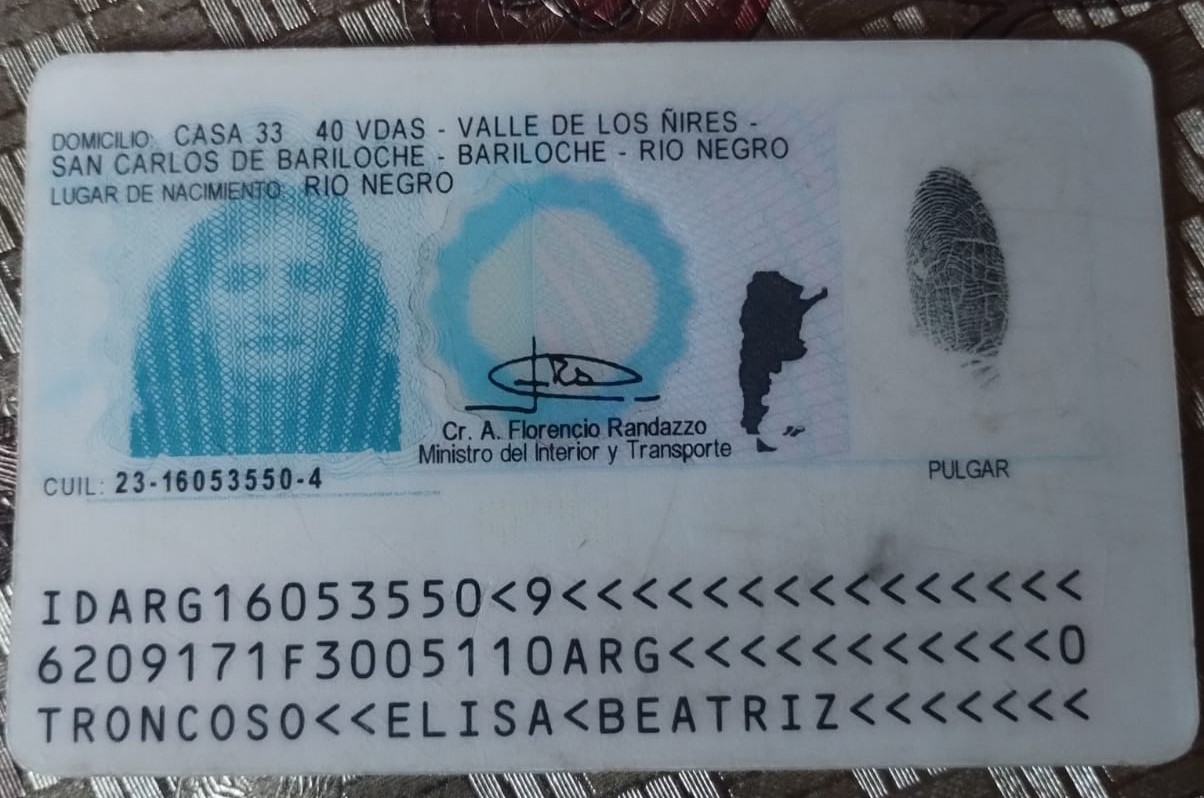 DOMICILIO: CASA 33 40 VDAS - VALLE DE LOS ÑIRES -
SAN CARLOS DE BARILOCHE - BARILOCHE - RIO NEGRO
LUGAR DE NACIMIENTO: RIO NEGRO
Cr. A. Florencio Randazzo
Ministro del Interior y Transporte
PULGAR
CUIL: 23-16053550-4
IDARG16053550<9<<<<<<<<<<<<<<<
6209171F3005110ARG<<<<<<<<<<<0
TRONCOSO<<ELISA<BEATRIZ<<<<<<<